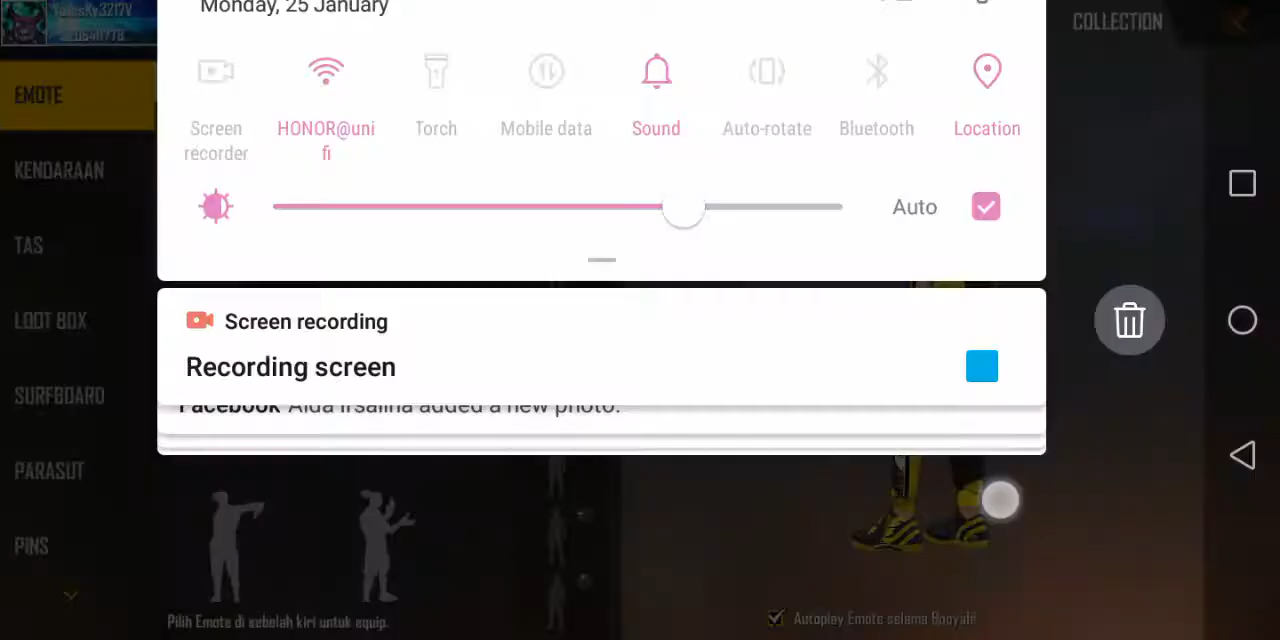 Monday, 25 January
COLLECTION
EMOTE
KENDARAAN
TAS
LOOT BOX
SURFBOARD
PARASUT
PINS
Screen
recorder
HONOR@uni
fi
Torch
Mobile data
Sound
Auto-rotate
Bluetooth
Location
Auto
Screen recording
Recording screen
Facebook Aida Irsalina added a new photo.
Pilih Emote di sebelah kiri untuk equip.
Autoplay Emote selama Booyah!